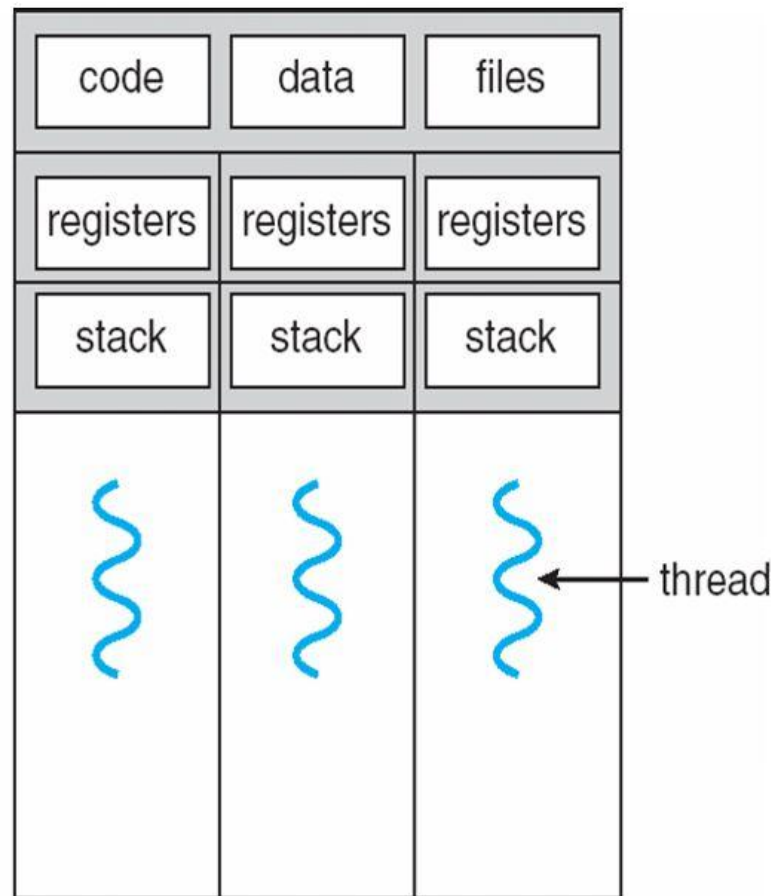 code data files
registers registers registers
stack stack stack
thread